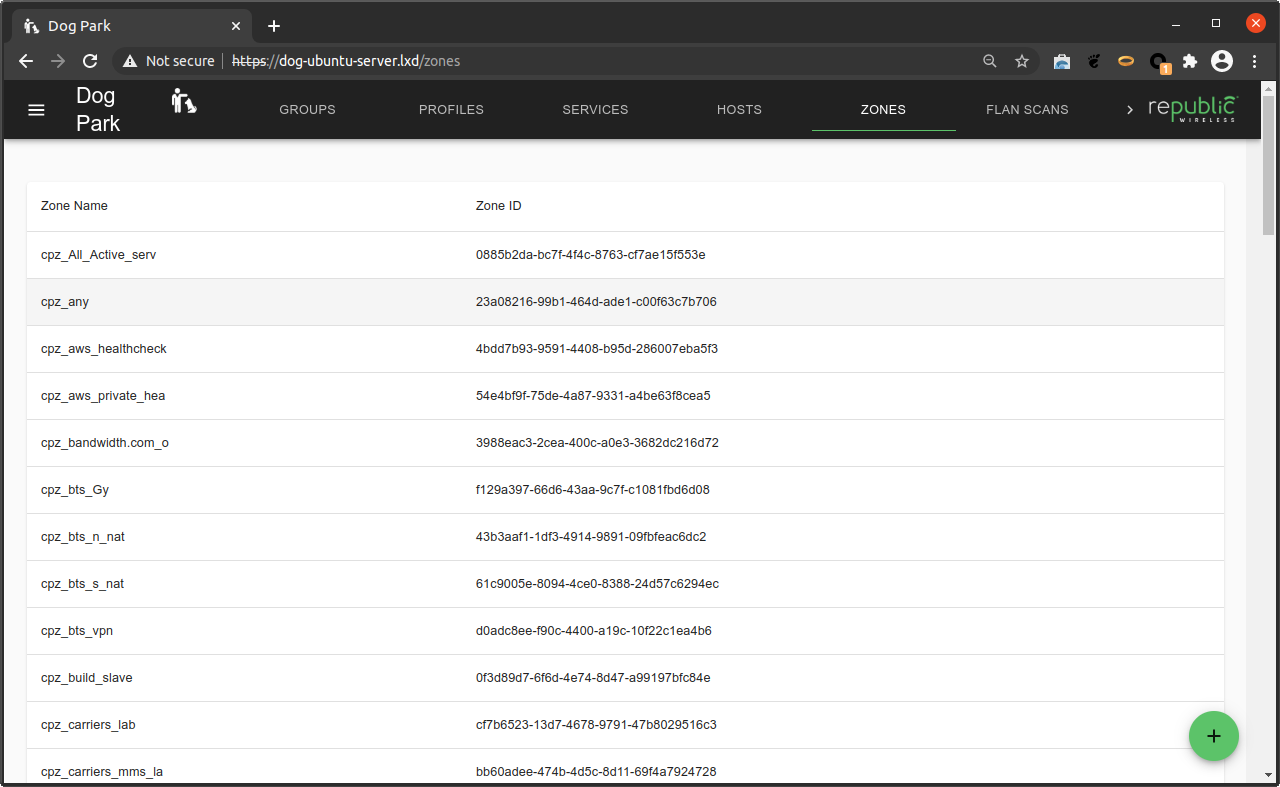 Dog Park
Not secure https://dog-ubuntu-server.lxd/zones
1
Dog
Park
GROUPS PROFILES SERVICES HOSTS ZONES FLAN SCANS
republic
WIRELESS
Zone Name Zone ID
cpz_All_Active_serv 0885b2da-bc7f-4f4c-8763-cf7ae15f553e
cpz_any 23a08216-99b1-464d-ade1-c00f63c7b706
cpz_aws_healthcheck 4bdd7b93-9591-4408-b95d-286007eba5f3
cpz_aws_private_hea 54e4bf9f-75de-4a87-9331-a4be63f8cea5
cpz_bandwidth.com_o 3988eac3-2cea-400c-a0e3-3682dc216d72
cpz_bts_Gy f129a397-66d6-43aa-9c7f-c1081fbd6d08
cpz_bts_n_nat 43b3aaf1-1df3-4914-9891-09fbfeac6dc2
cpz_bts_s_nat 61c9005e-8094-4ce0-8388-24d57c6294ec
cpz_bts_vpn d0adc8ee-f90c-4400-a19c-10f22c1ea4b6
cpz_build_slave 0f3d89d7-6f6d-4e74-8d47-a99197bfc84e
cpz_carriers_lab cf7b6523-13d7-4678-9791-47b8029516c3
cpz_carriers_mms_la bb60adee-474b-4d5c-8d11-69f4a7924728